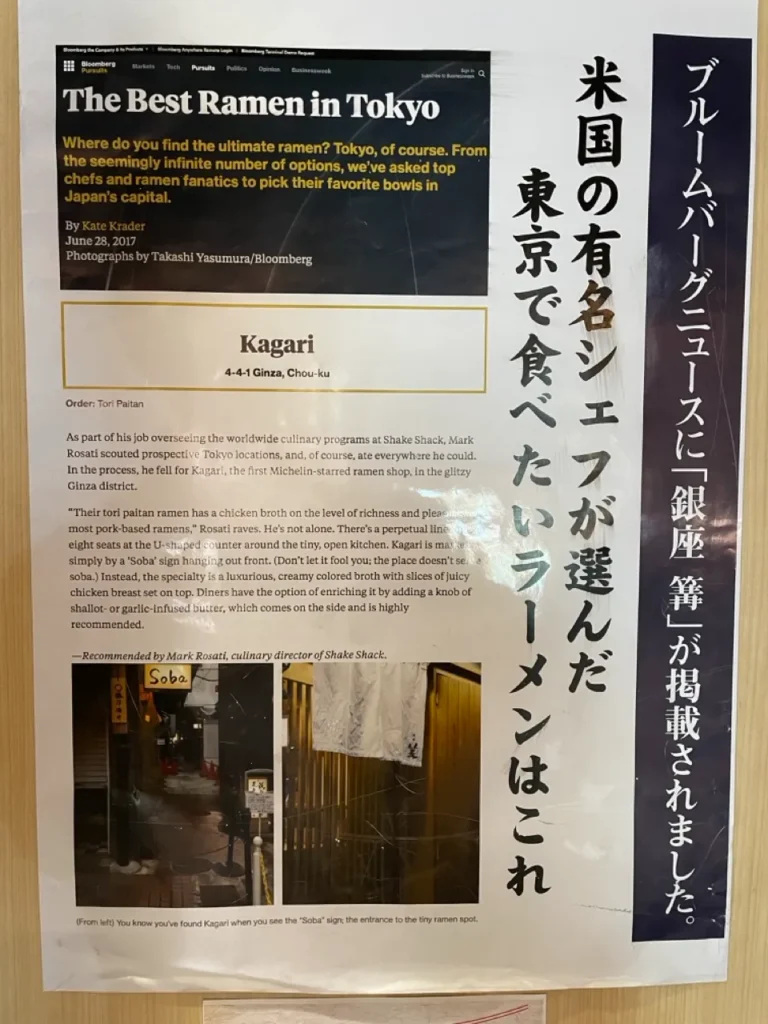 Bloomberg the Company & Its Products
Bloomberg Anywhere Remote Login
Bloomberg Terminal Demo Request
Bloomberg
Pursuits
Markets Tech Pursuits Politics Opinion Businessweek
Sign In
Subscribe to Businessweek
The Best Ramen in Tokyo
Where do you find the ultimate ramen? Tokyo, of course. From
the seemingly infinite number of options, we've asked top
chefs and ramen fanatics to pick their favorite bowls in
Japan's capital.
By Kate Krader
June 28, 2017
Photographs by Takashi Yasumura/Bloomberg
Kagari
4-4-1 Ginza, Chou-ku
Order: Tori Paitan
As part of his job overseeing the worldwide culinary programs at Shake Shack, Mark
Rosati scouted prospective Tokyo locations, and, of course, ate everywhere he could.
In the process, he fell for Kagari, the first Michelin-starred ramen shop, in the glitzy
Ginza district.
"Their tori paitan ramen has a chicken broth on the level of richness and
most pork-based ramens," Rosati raves. He's not alone. There's a perpetual line
eight seats at the U-shaped counter around the tiny, open kitchen. Kagari is
simply by a 'Soba' sign hanging out front. (Don't let it fool you; the place doesn't
soba.) Instead, the specialty is a luxurious, creamy colored broth with slices of juicy
chicken breast set on top. Diners have the option of enriching it by adding a knob of
shallot- or garlic-infused butter, which comes on the side and is highly
recommended.
—Recommended by Mark Rosati, culinary director of Shake Shack.
Soba
(From left) You know you've found Kagari when you see the "Soba" sign; the entrance to the tiny ramen spot.
ブルームバーグニュースに「銀座 篝」が掲載されました。
米国の有名シェフが選んだ
東京で食べたいラーメンはこれ